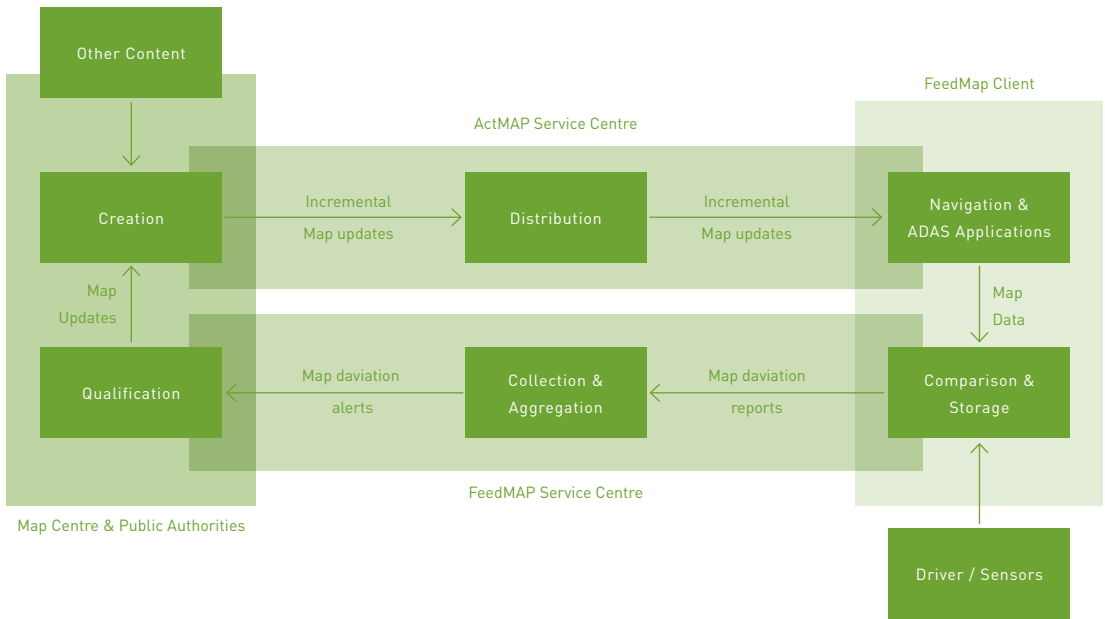 Other Content
FeedMap Client
ActMAP Service Centre
Creation
Incremental
Map updates
Distribution
Incremental
Map updates
Navigation &
ADAS Applications
Map
Updates
Map
Data
Qualification
Map daviation
alerts
Collection &
Aggregation
Map daviation
reports
Comparison &
Storage
FeedMAP Service Centre
Map Centre & Public Authorities
Driver / Sensors